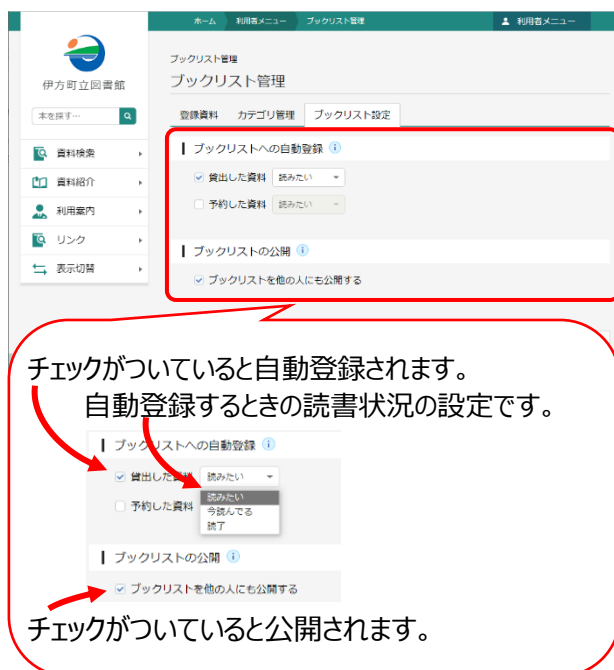 ホーム 利用者メニュー ブックリスト管理 利用者メニュー
伊方町立図書館
本を探す…
資料検索
資料紹介
利用案内
リンク
表示切替
ブックリスト管理
ブックリスト管理
登録資料 カテゴリ管理 ブックリスト設定
ブックリストへの自動登録
貸出した資料 読みたい
予約した資料 読みたい
ブックリストの公開
ブックリストを他の人にも公開する
チェックがついていると自動登録されます。
自動登録するときの読書状況の設定です。
ブックリストへの自動登録
貸出した資料 読みたい
予約した資料
読みたい
今読んでる
読了
ブックリストの公開
ブックリストを他の人にも公開する
チェックがついていると公開されます。